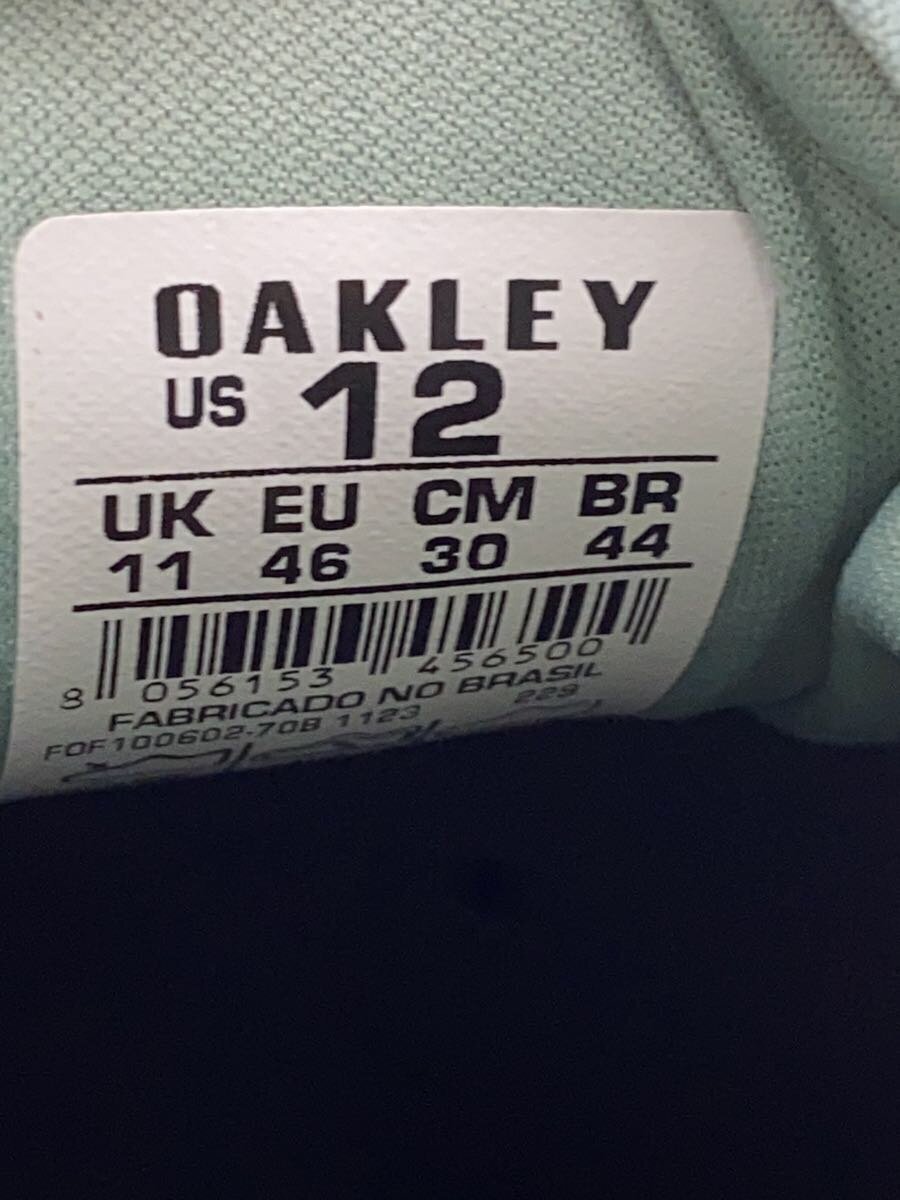 OAKLEY
US 12
UK EU CM BR
11 46 30 44
8 056153 456500
FABRICADO NO BRASIL
FOF100602-70B 1123 229